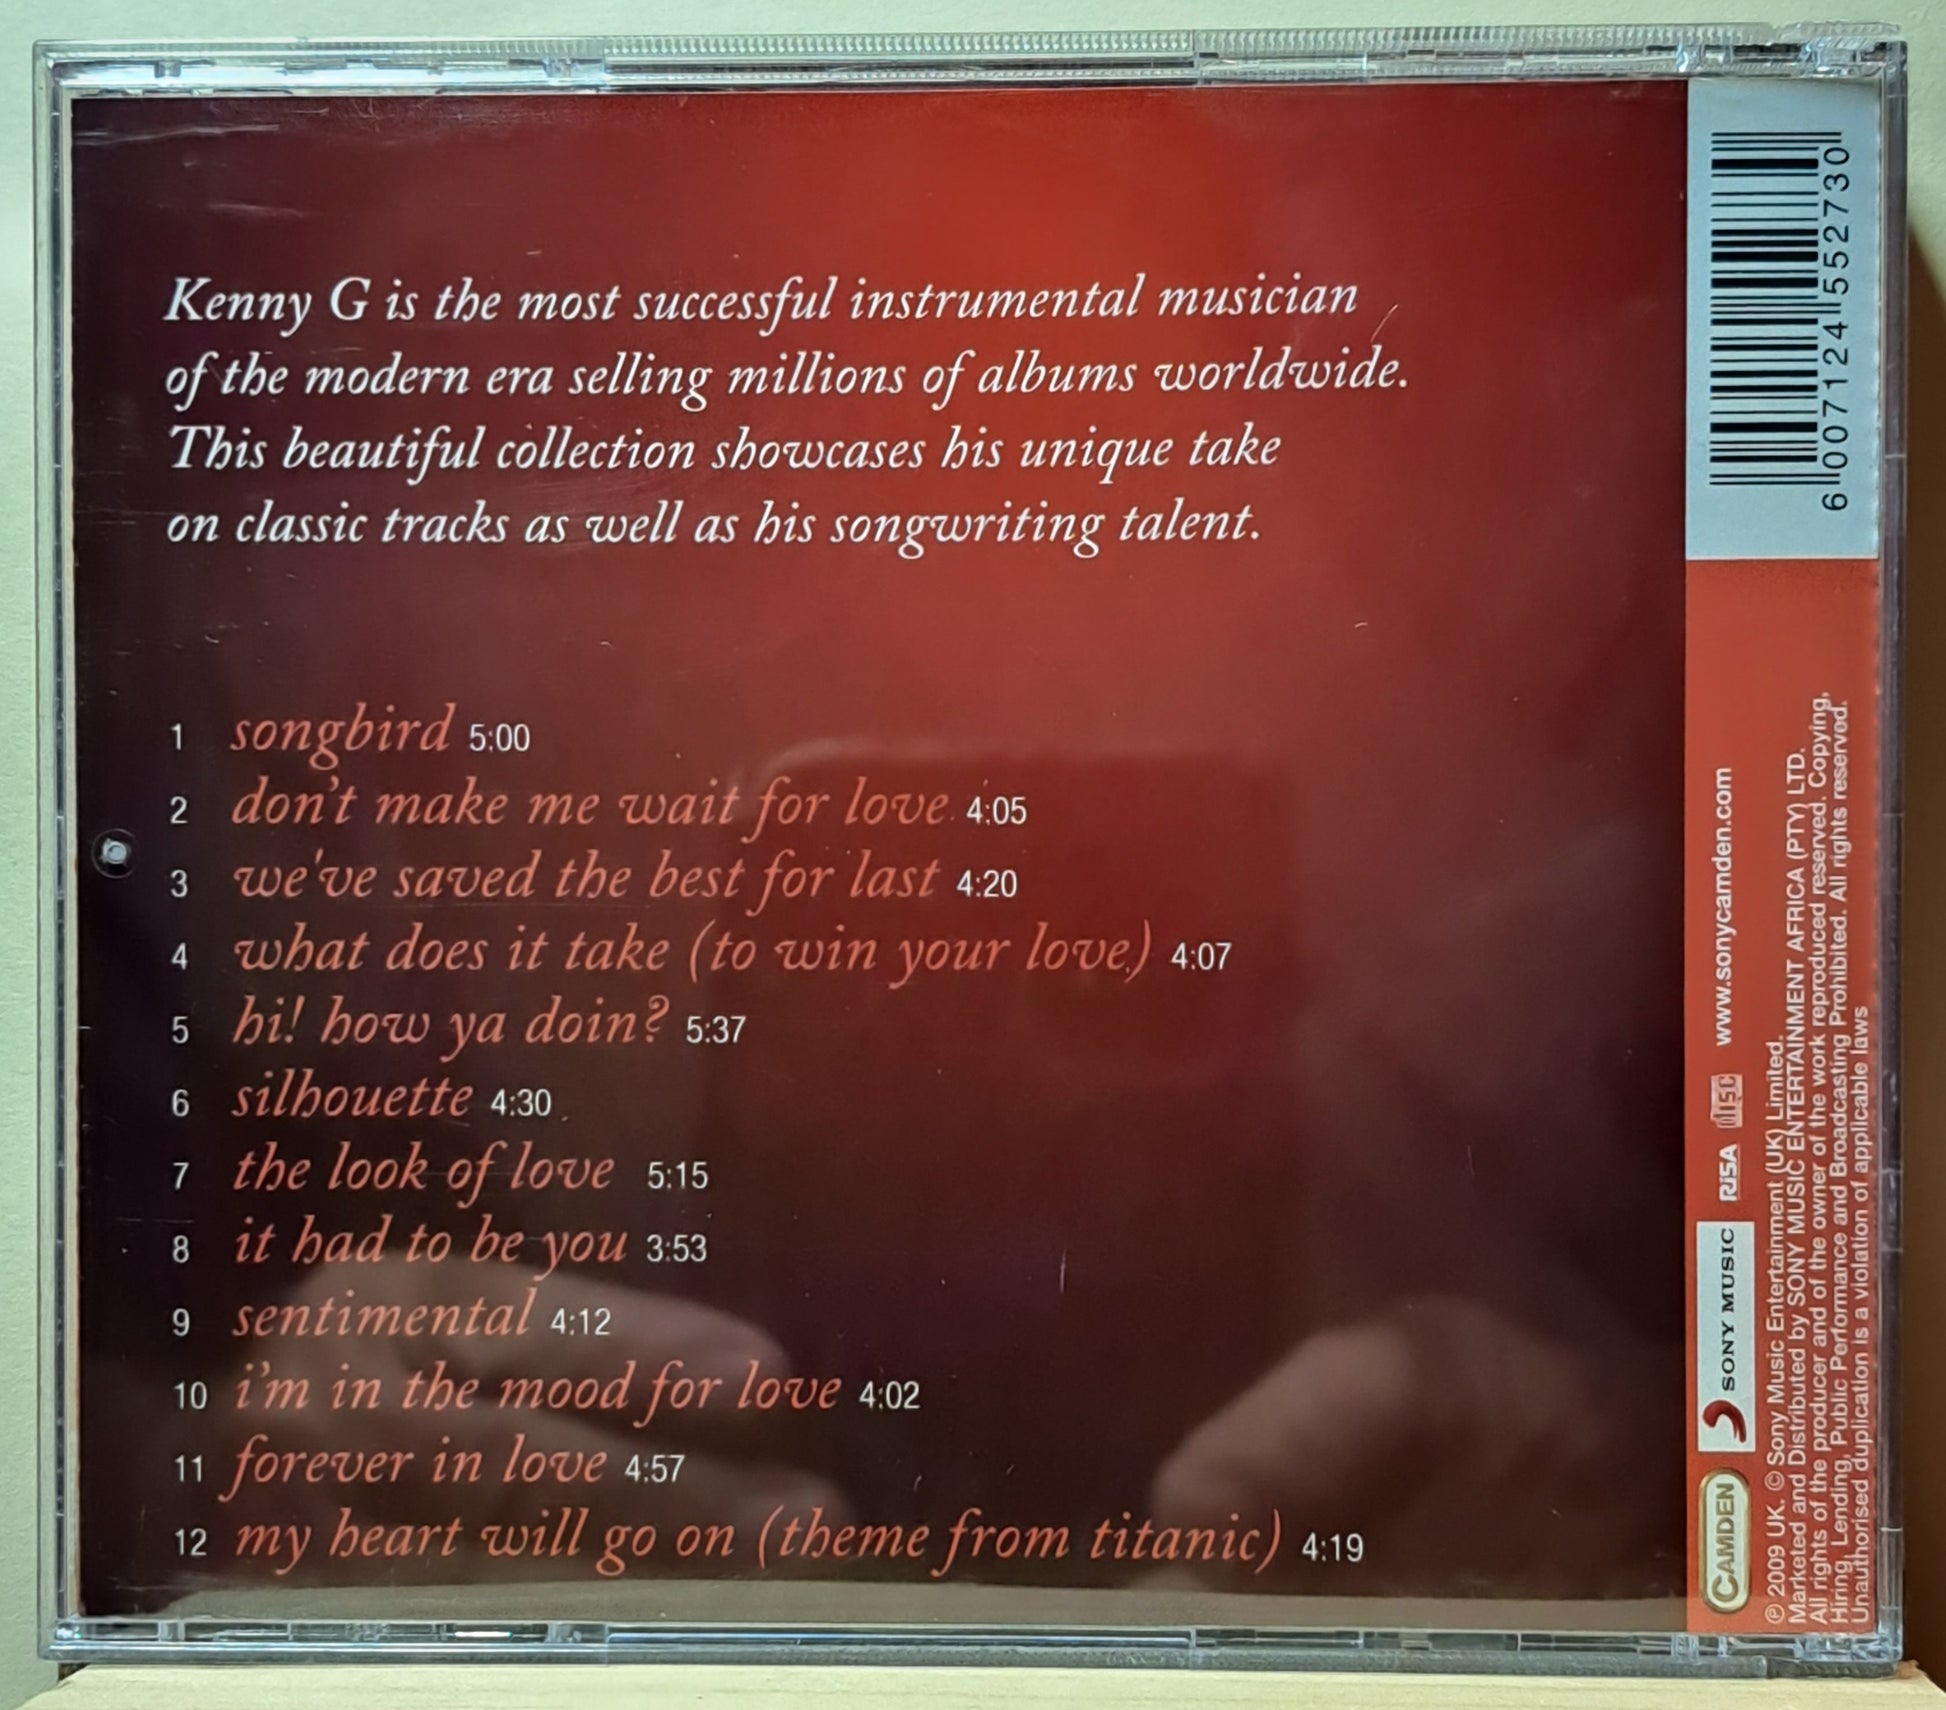 Kenny G is the most successful instrumental musician
of the modern era selling millions of albums worldwide.
This beautiful collection showcases his unique take
on classic tracks as well as his songwriting talent.
1 songbird 5:00
2 don't make me wait for love 4:05
3 we've saved the best for last 4:20
4 what does it take (to win your love) 4:07
5 hi! how ya doin? 5:37
6 silhouette 4:30
7 the look of love 5:15
8 it had to be you 3:53
9 sentimental 4:12
10 i'm in the mood for love 4:02
11 forever in love 4:57
12 my heart will go on (theme from titanic) 4:19
6 007124 552730
CAMDEN SONY MUSIC RiSA DISC www.sonycamden.com
℗ 2009 UK. © Sony Music Entertainment (UK) Limited.
Marketed and Distributed by SONY MUSIC ENTERTAINMENT AFRICA (PTY) LTD.
All rights of the producer and of the owner of the work reproduced reserved. Copying,
Hiring, Lending, Public Performance and Broadcasting Prohibited. All rights reserved.
Unauthorised duplication is a violation of applicable laws